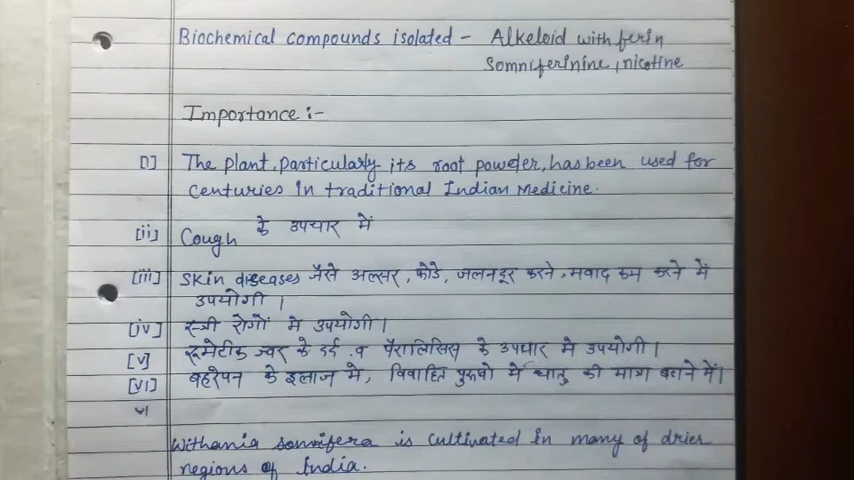 Biochemical compounds isolated - Alkeloid with ferin
somniferinine, nicotine
Importance :-
[i] The plant, particularly its root powder, has been used for
centuries in traditional Indian Medicine.
[ii] Cough के उपचार में
[iii] Skin diseases जैसे अल्सर, फोडे, जलनदूर करने, मवाद कम करने में
उपयोगी।
[iv] स्त्री रोगों मे उपयोगी।
[v] रूमेटीक ज्वर के दर्द व पैरालिसिस के उपचार मे उपयोगी।
[vi] बहरेपन के इलाज मे, विवाहित पुरुषो में धातु की मात्रा बढाने में।
Withania somnifera is cultivated in many of drier
regions of India.